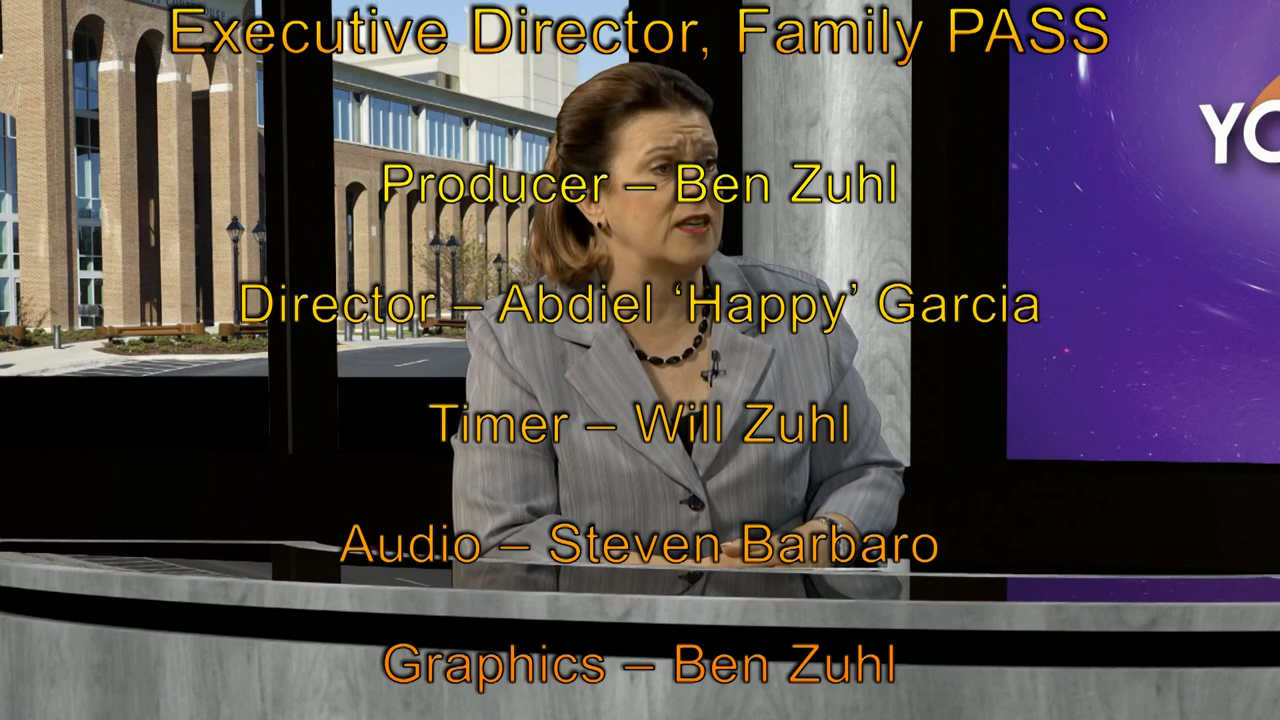 Executive Director, Family PASS
YO
Producer – Ben Zuhl
Director – Abdiel ‘Happy’ Garcia
Timer – Will Zuhl
Audio – Steven Barbaro
Graphics – Ben Zuhl